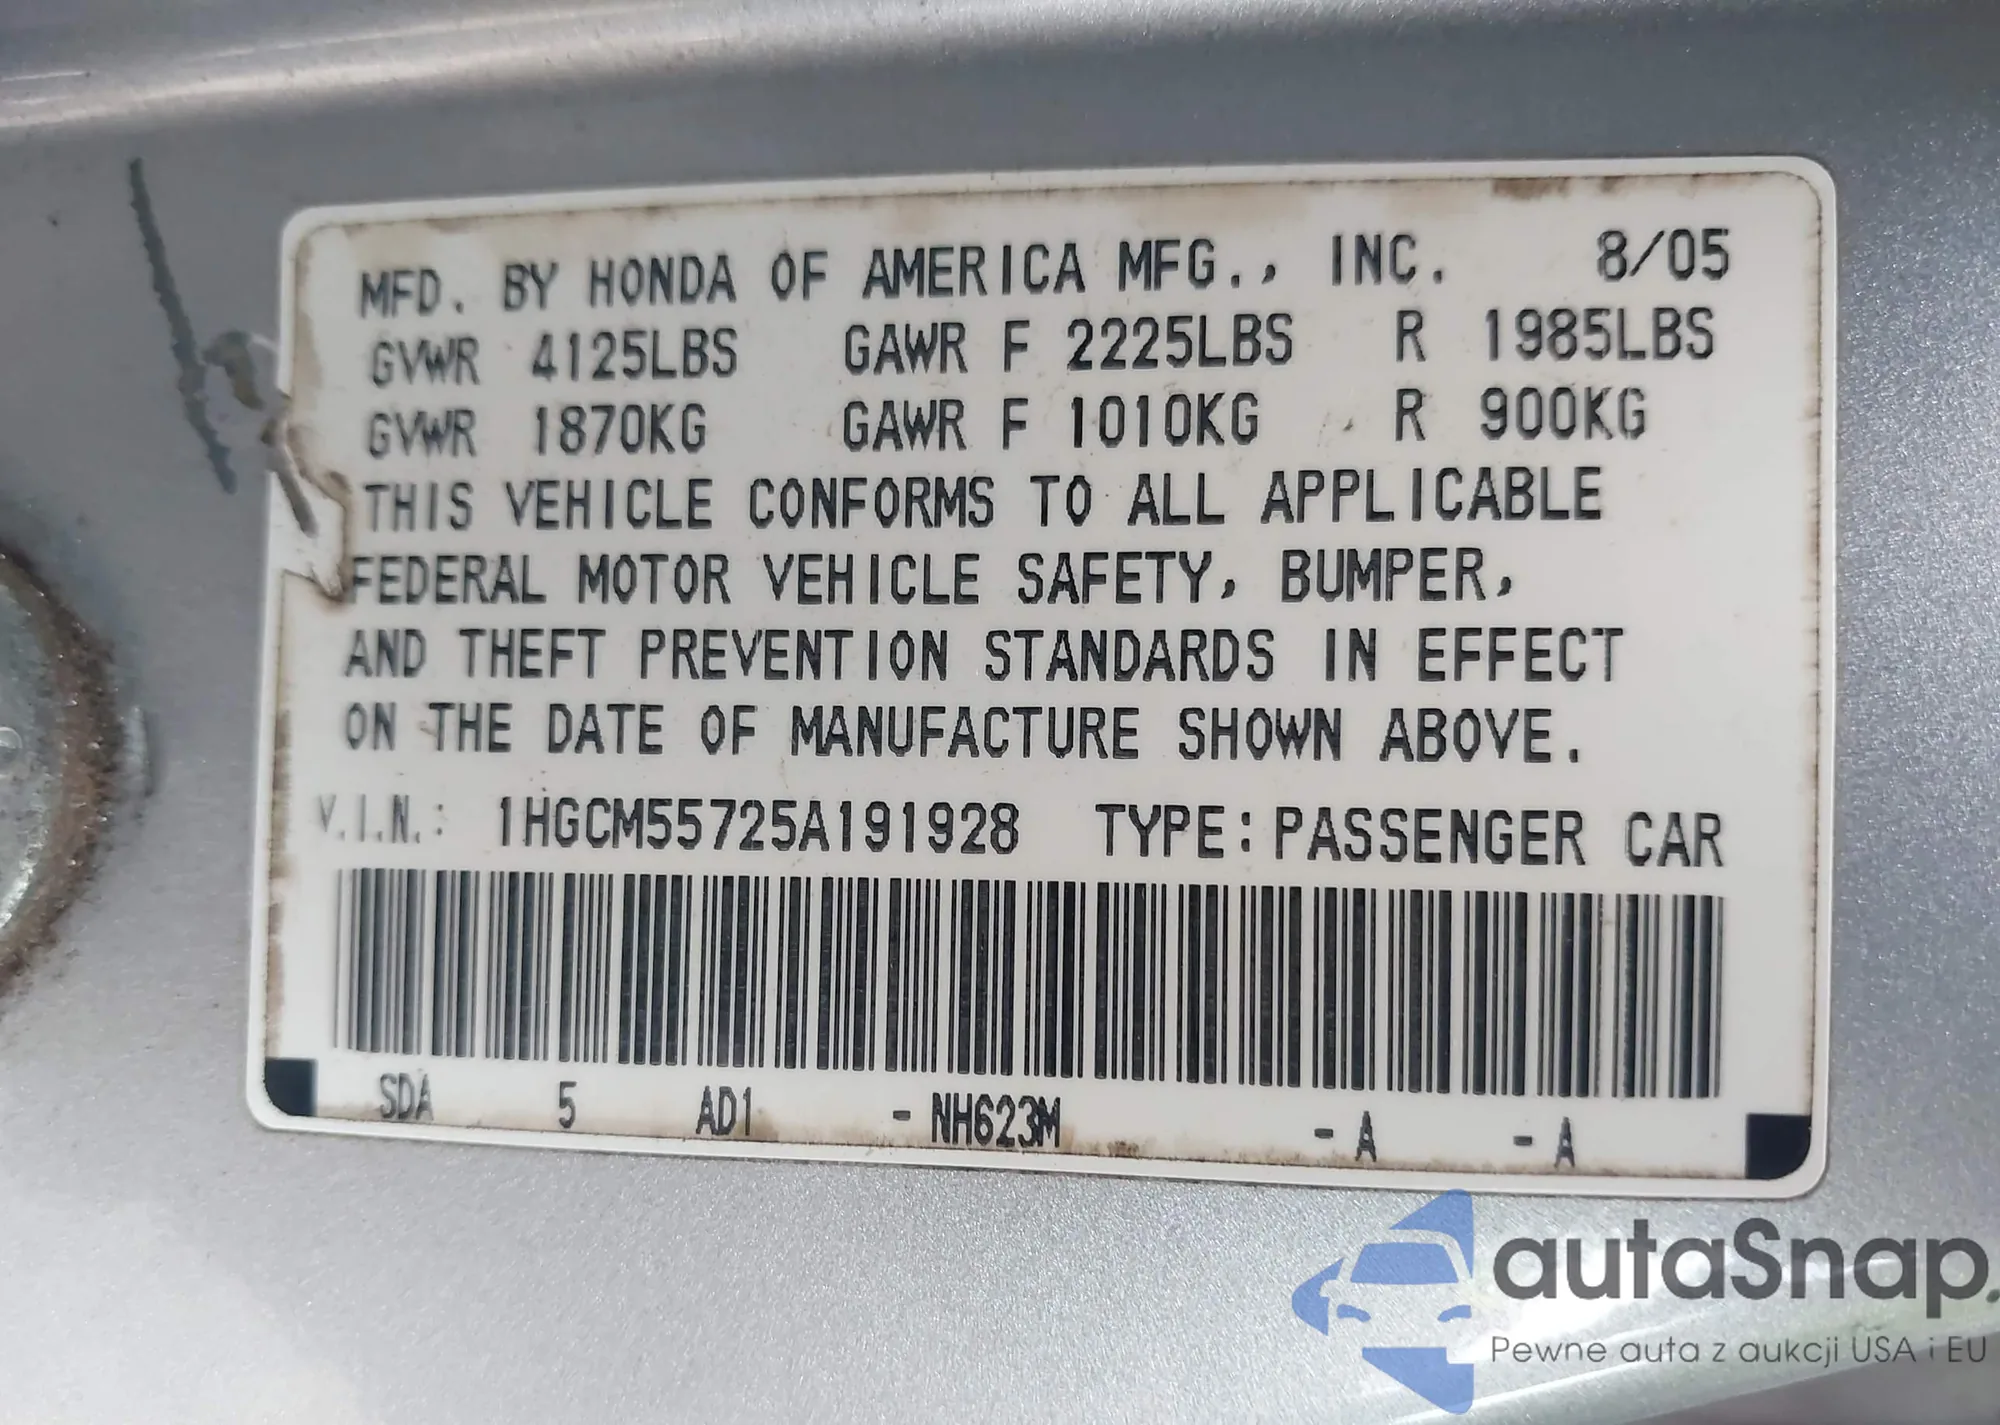 MFD. BY HONDA OF AMERICA MFG., INC. 8/05
GVWR 4125LBS GAWR F 2225LBS R 1985LBS
GVWR 1870KG GAWR F 1010KG R 900KG
THIS VEHICLE CONFORMS TO ALL APPLICABLE
FEDERAL MOTOR VEHICLE SAFETY, BUMPER,
AND THEFT PREVENTION STANDARDS IN EFFECT
ON THE DATE OF MANUFACTURE SHOWN ABOVE.
V.I.N.: 1HGCM55725A191928 TYPE: PASSENGER CAR
SDA 5 AD1 - NH623M - A - A
autaSnap.
Pewne auta z aukcji USA i EU